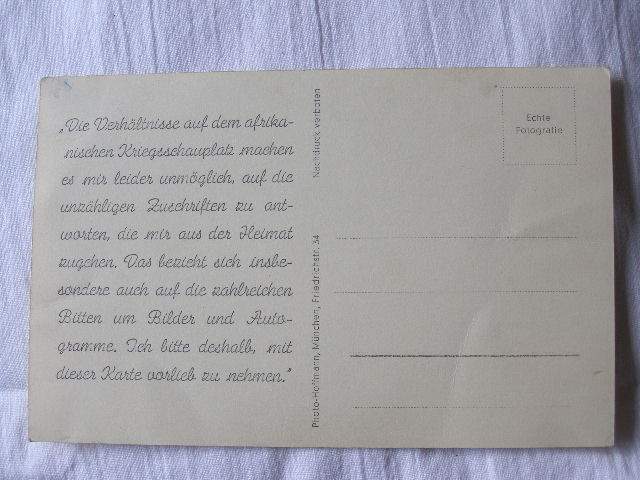 „Die Verhältnisse auf dem afrika-
nischen Kriegsschauplatz machen
es mir leider unmöglich, auf die
unzähligen Zuschriften zu ant-
worten, die mir aus der Heimat
zugehen. Das bezieht sich insbe-
sondere auch auf die zahlreichen
Bitten um Bilder und Auto-
gramme. Ich bitte deshalb, mit
dieser Karte vorlieb zu nehmen."
Photo-Hoffmann, München, Friedrichstr. 34
Nachdruck verboten
Echte
Fotografie